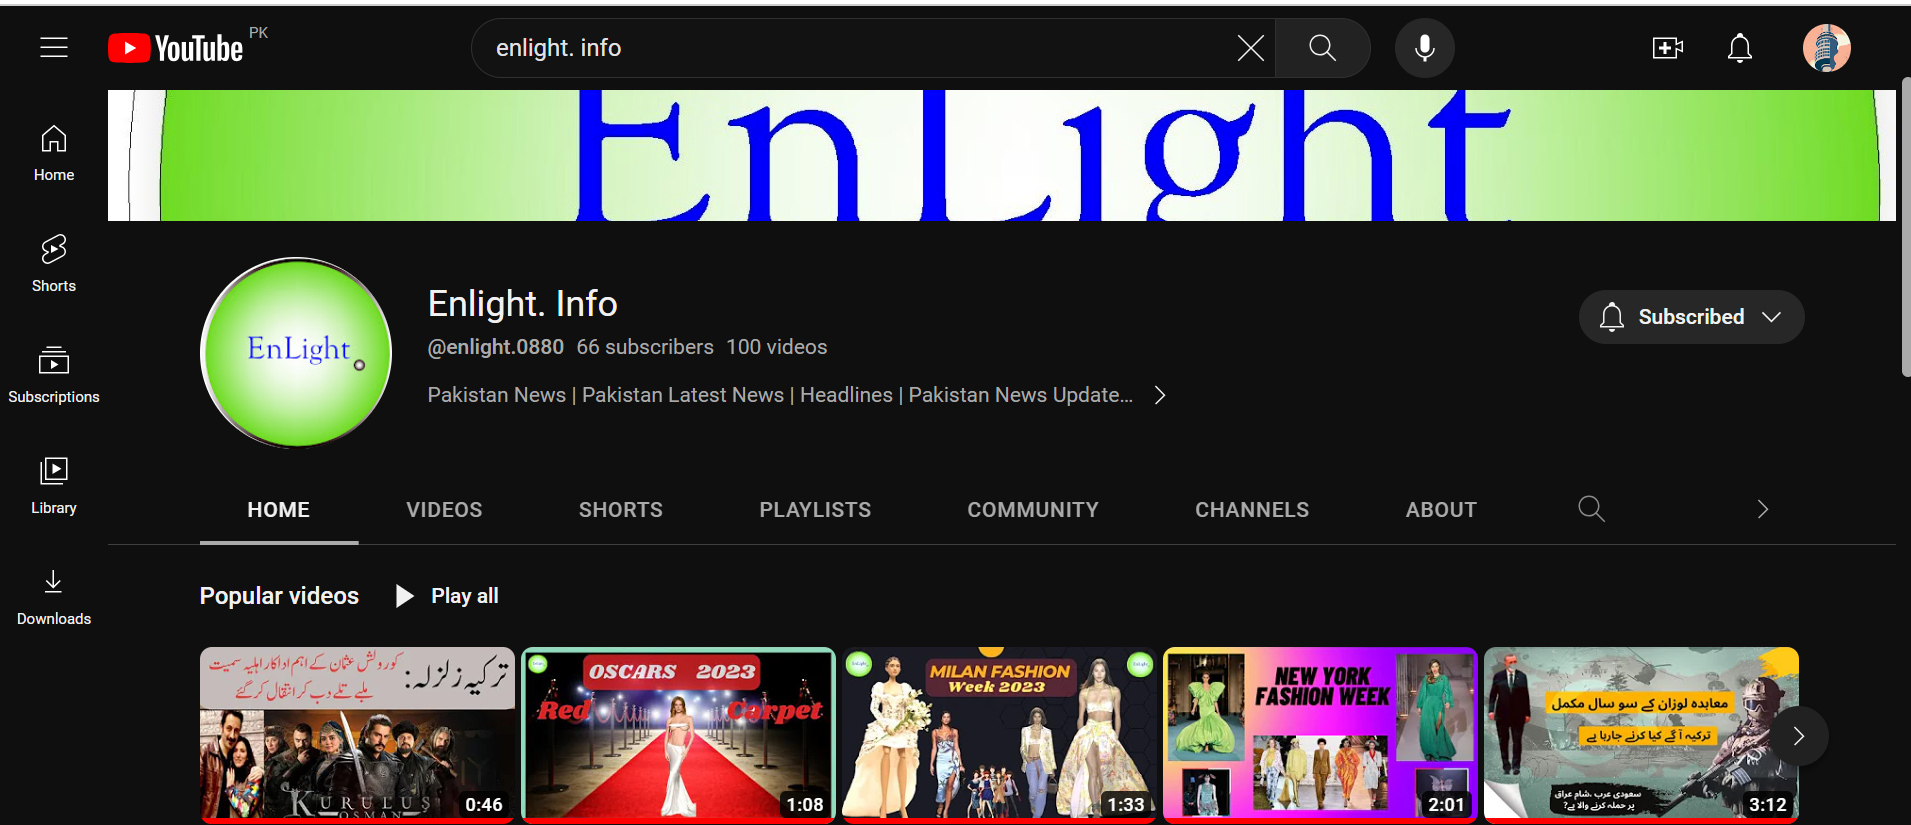 YouTube PK
enlight. info
Home
Shorts
Subscriptions
Library
Downloads
EnLight
EnLight.
Enlight. Info
@enlight.0880 66 subscribers 100 videos
Pakistan News | Pakistan Latest News | Headlines | Pakistan News Update...
Subscribed
HOME VIDEOS SHORTS PLAYLISTS COMMUNITY CHANNELS ABOUT
Popular videos Play all
ترکیہ زلزلہ:
کورولش عثمان کے اہم اداکار اہلیہ سمیت
ملبے تلے دب کر انتقال کر گئے
KURULUŞ
OSMAN
0:46
OSCARS 2023
Red Carpet
1:08
MILAN FASHION
Week 2023
1:33
NEW YORK
FASHION WEEK
2:01
معاہدہ لوزان کے سو سال مکمل
ترکیہ آگے کیا کرنے جارہا ہے
سعودی عرب ،شام عراق
پر حملہ کرنے والا ہے؟
3:12